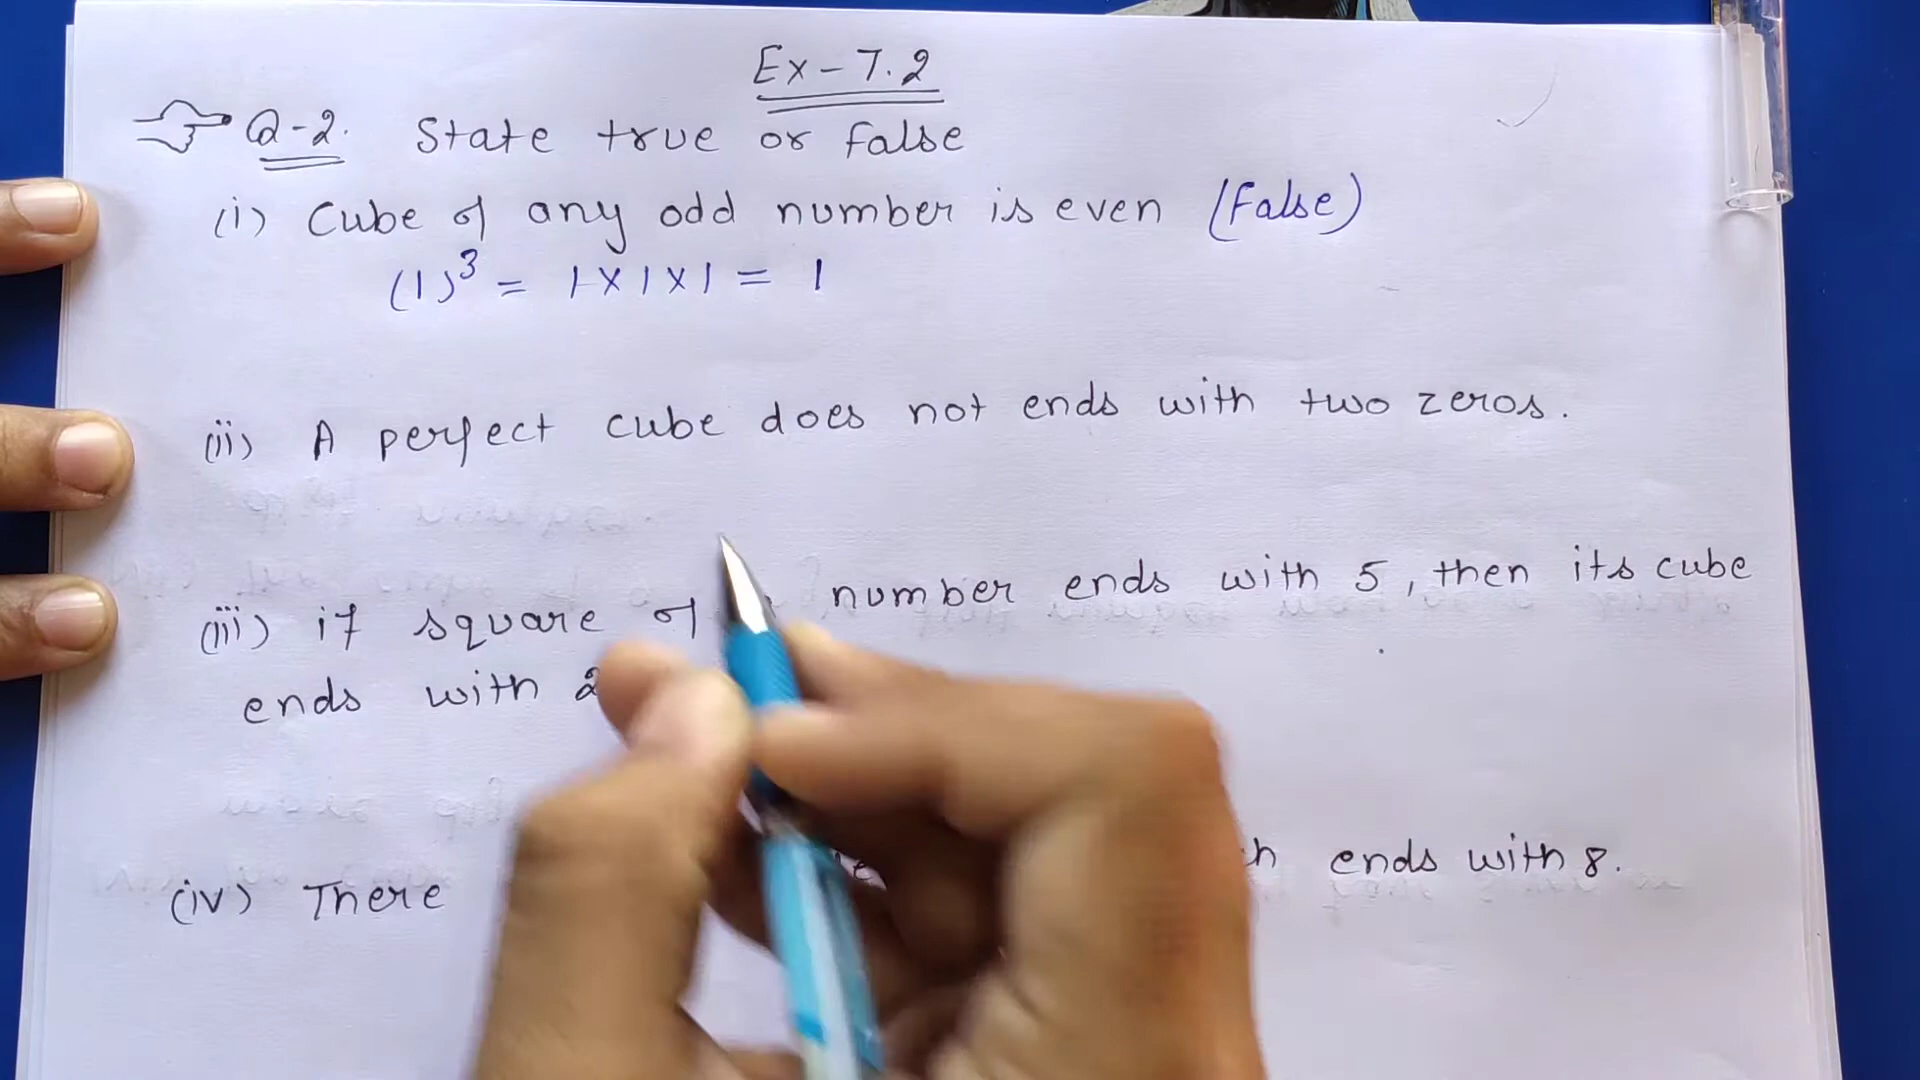 Ex-7.2
Q-2. State true or false
(i) Cube of any odd number is even (False)
(1)³ = 1×1×1 = 1
(ii) A perfect cube does not ends with two zeros.
(iii) if square of number ends with 5, then its cube
ends with 2
(iv) There ends with 8.